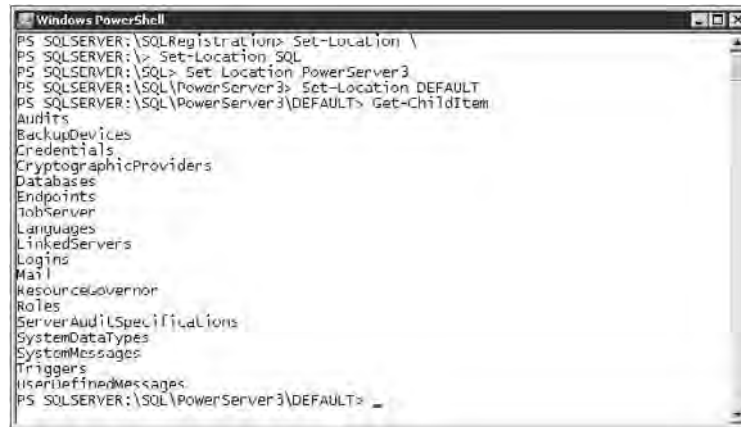 Windows PowerShell
PS SQLSERVER:\SQLRegistration> Set-Location \
PS SQLSERVER:\> Set-Location SQL
PS SQLSERVER:\SQL> Set Location PowerServer3
PS SQLSERVER:\SQL\PowerServer3> Set-Location DEFAULT
PS SQLSERVER:\SQL\PowerServer3\DEFAULT> Get-ChildItem
Audits
BackupDevices
Credentials
CryptographicProviders
Databases
Endpoints
JobServer
Languages
LinkedServers
Logins
Mail
ResourceGovernor
Roles
ServerAuditSpecifications
SystemDataTypes
SystemMessages
Triggers
UserDefinedMessages
PS SQLSERVER:\SQL\PowerServer3\DEFAULT> _